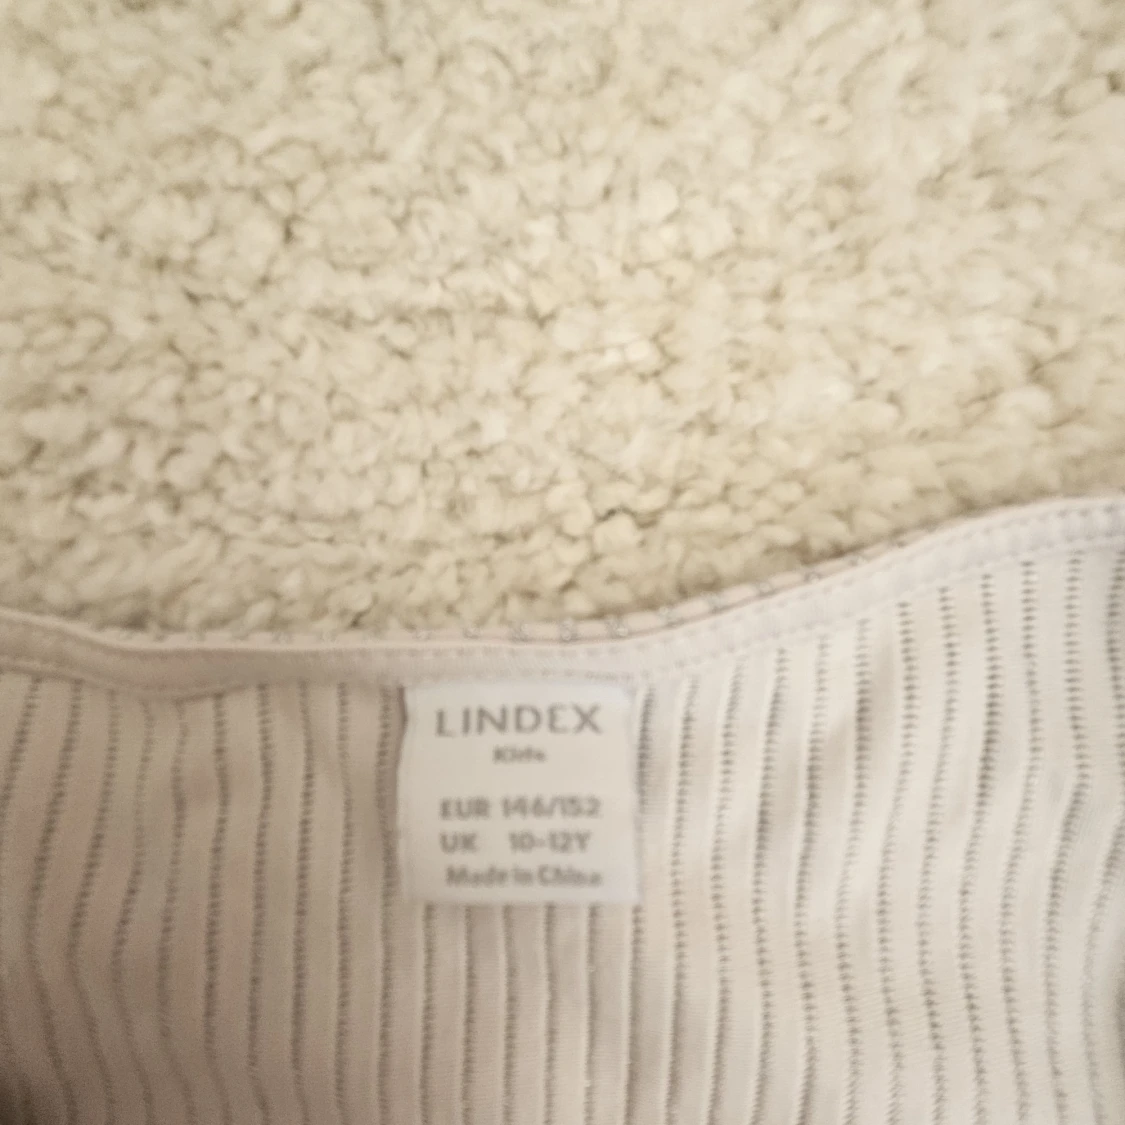 LINDEX
Kids
EUR 146/152
UK 10-12Y
Made in China